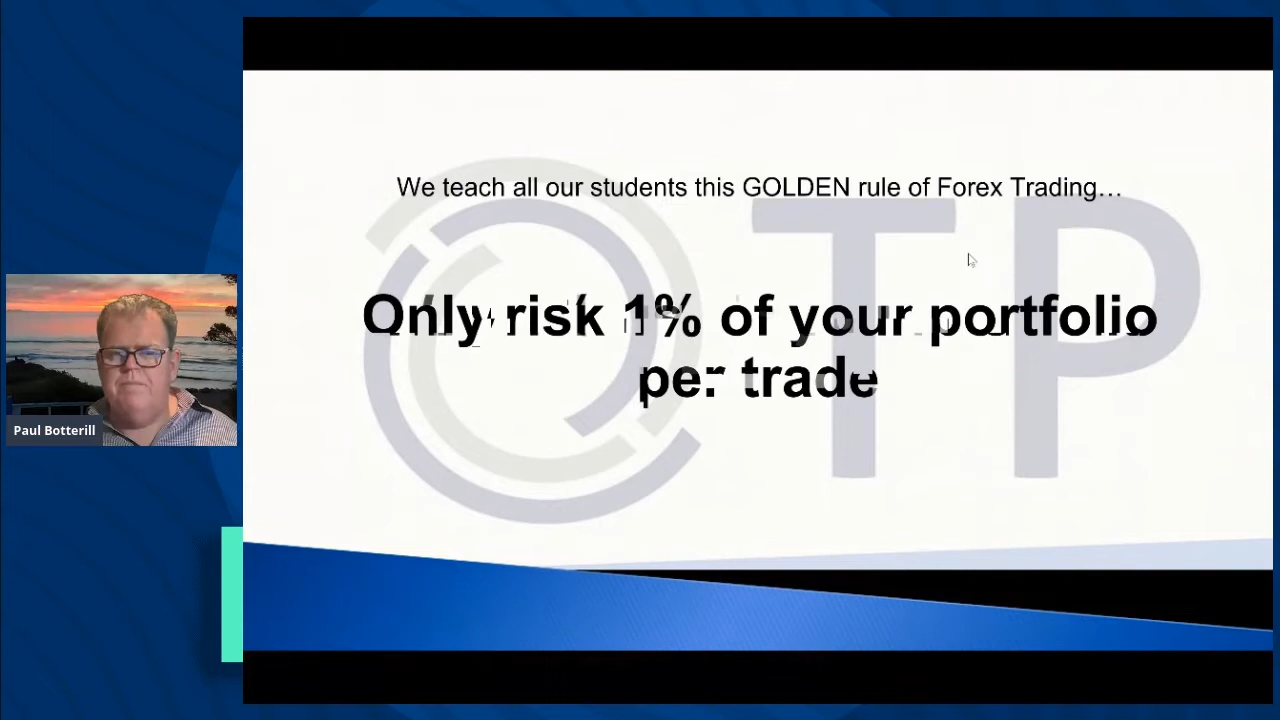 We teach all our students this GOLDEN rule of Forex Trading…
Only risk 1% of your portfolio
per trade
TP
Paul Botterill